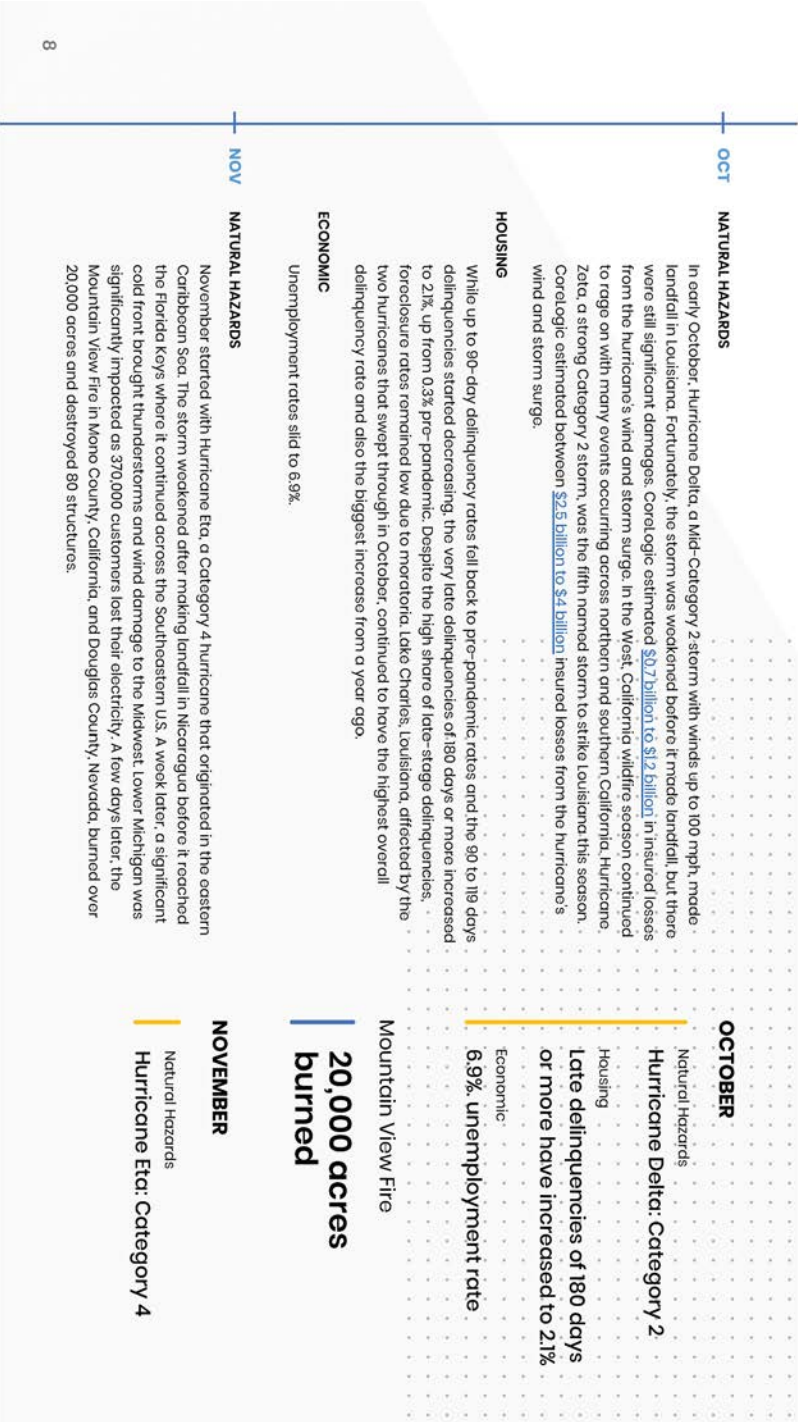 OCT
NATURAL HAZARDS
In early October, Hurricane Delta, a Mid-Category 2 storm with winds up to 100 mph, made
landfall in Louisiana. Fortunately, the storm was weakened before it made landfall, but there
were still significant damages. CoreLogic estimated $0.7 billion to $1.2 billion in insured losses
from the hurricane's wind and storm surge. In the West, California wildfire season continued
to rage on with many events occurring across northern and southern California. Hurricane
Zeta, a strong Category 2 storm, was the fifth named storm to strike Louisiana this season.
CoreLogic estimated between $2.5 billion to $4 billion insured losses from the hurricane's
wind and storm surge.
HOUSING
While up to 90-day delinquency rates fell back to pre-pandemic rates and the 90 to 119 days
delinquencies started decreasing, the very late delinquencies of 180 days or more increased
to 2.1%, up from 0.3% pre-pandemic. Despite the high share of late-stage delinquencies,
foreclosure rates remained low due to moratoria. Lake Charles, Louisiana, affected by the
two hurricanes that swept through in October, continued to have the highest overall
delinquency rate and also the biggest increase from a year ago.
ECONOMIC
Unemployment rates slid to 6.9%.
NOV
NATURAL HAZARDS
November started with Hurricane Eta, a Category 4 hurricane that originated in the eastern
Caribbean Sea. The storm weakened after making landfall in Nicaragua before it reached
the Florida Keys where it continued across the Southeastern U.S. A week later, a significant
cold front brought thunderstorms and wind damage to the Midwest. Lower Michigan was
significantly impacted as 370,000 customers lost their electricity. A few days later, the
Mountain View Fire in Mono County, California, and Douglas County, Nevada, burned over
20,000 acres and destroyed 80 structures.
OCTOBER
Natural Hazards
Hurricane Delta: Category 2
Housing
Late delinquencies of 180 days
or more have increased to 2.1%
Economic
6.9% unemployment rate
Mountain View Fire
20,000 acres
burned
NOVEMBER
Natural Hazards
Hurricane Eta: Category 4
8